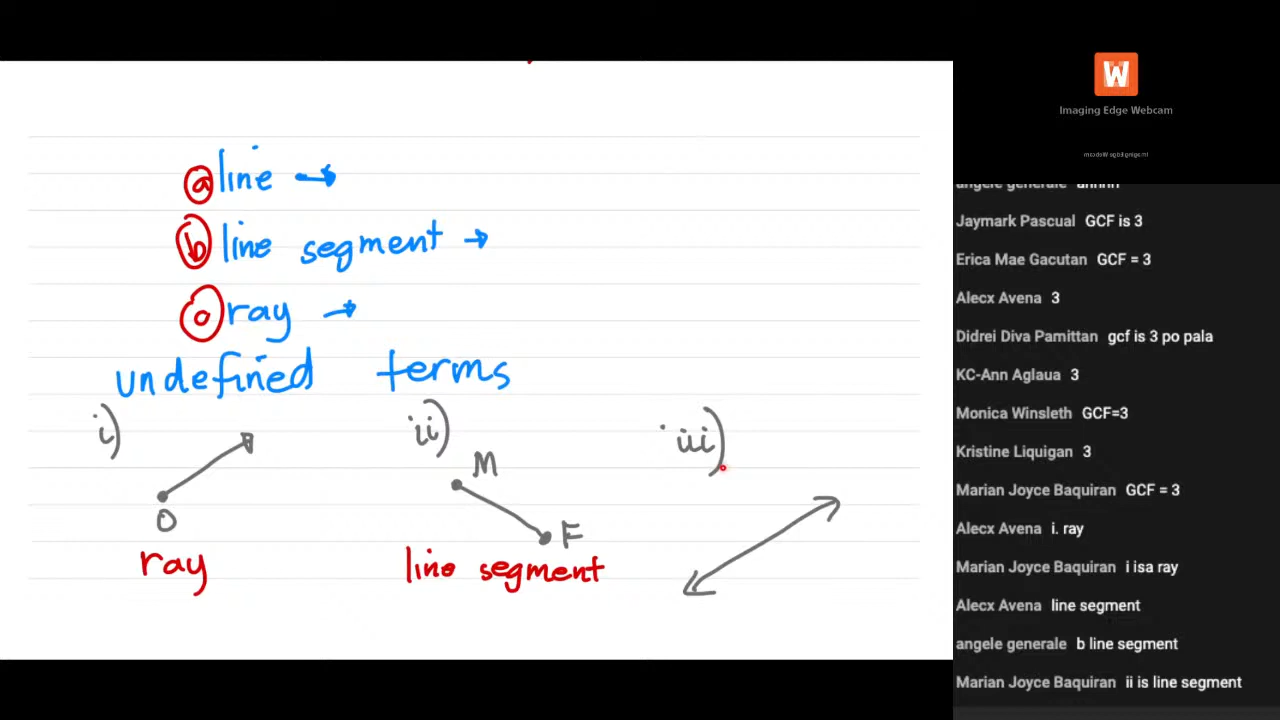 a line →
b line segment →
c ray →
undefined terms
i) ii) iii)
M
O
F
ray line segment
W
Imaging Edge Webcam
angele generale ahhhh
Jaymark Pascual GCF is 3
Erica Mae Gacutan GCF = 3
Alecx Avena 3
Didrei Diva Pamittan gcf is 3 po pala
KC-Ann Aglaua 3
Monica Winsleth GCF=3
Kristine Liquigan 3
Marian Joyce Baquiran GCF = 3
Alecx Avena i. ray
Marian Joyce Baquiran i isa ray
Alecx Avena line segment
angele generale b line segment
Marian Joyce Baquiran ii is line segment